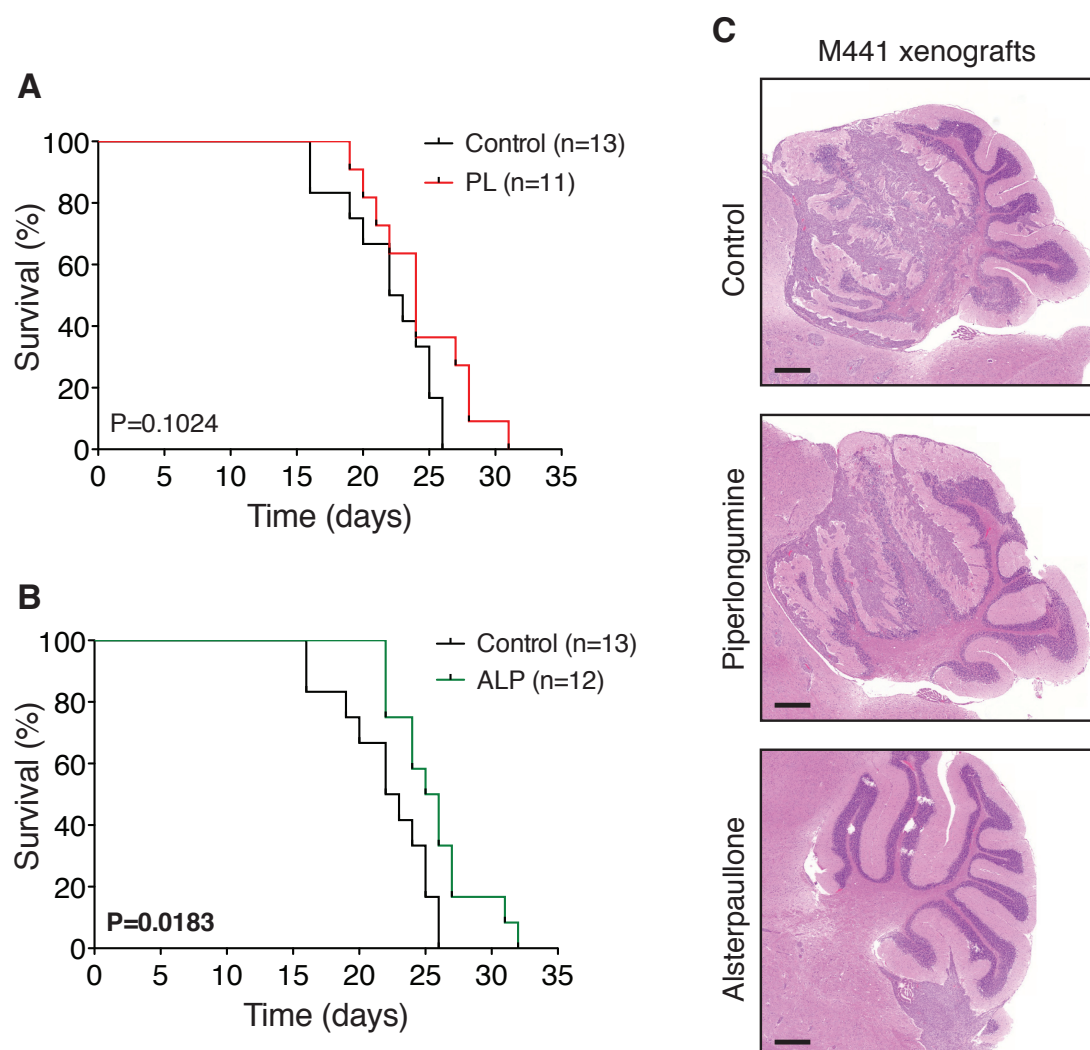 A
100
80
60
40
20
0
Survival (%)
Control (n=13)
PL (n=11)
P=0.1024
0 5 10 15 20 25 30 35
Time (days)
B
100
80
60
40
20
0
Survival (%)
Control (n=13)
ALP (n=12)
P=0.0183
0 5 10 15 20 25 30 35
Time (days)
C
M441 xenografts
Control
Piperlongumine
Alsterpaullone